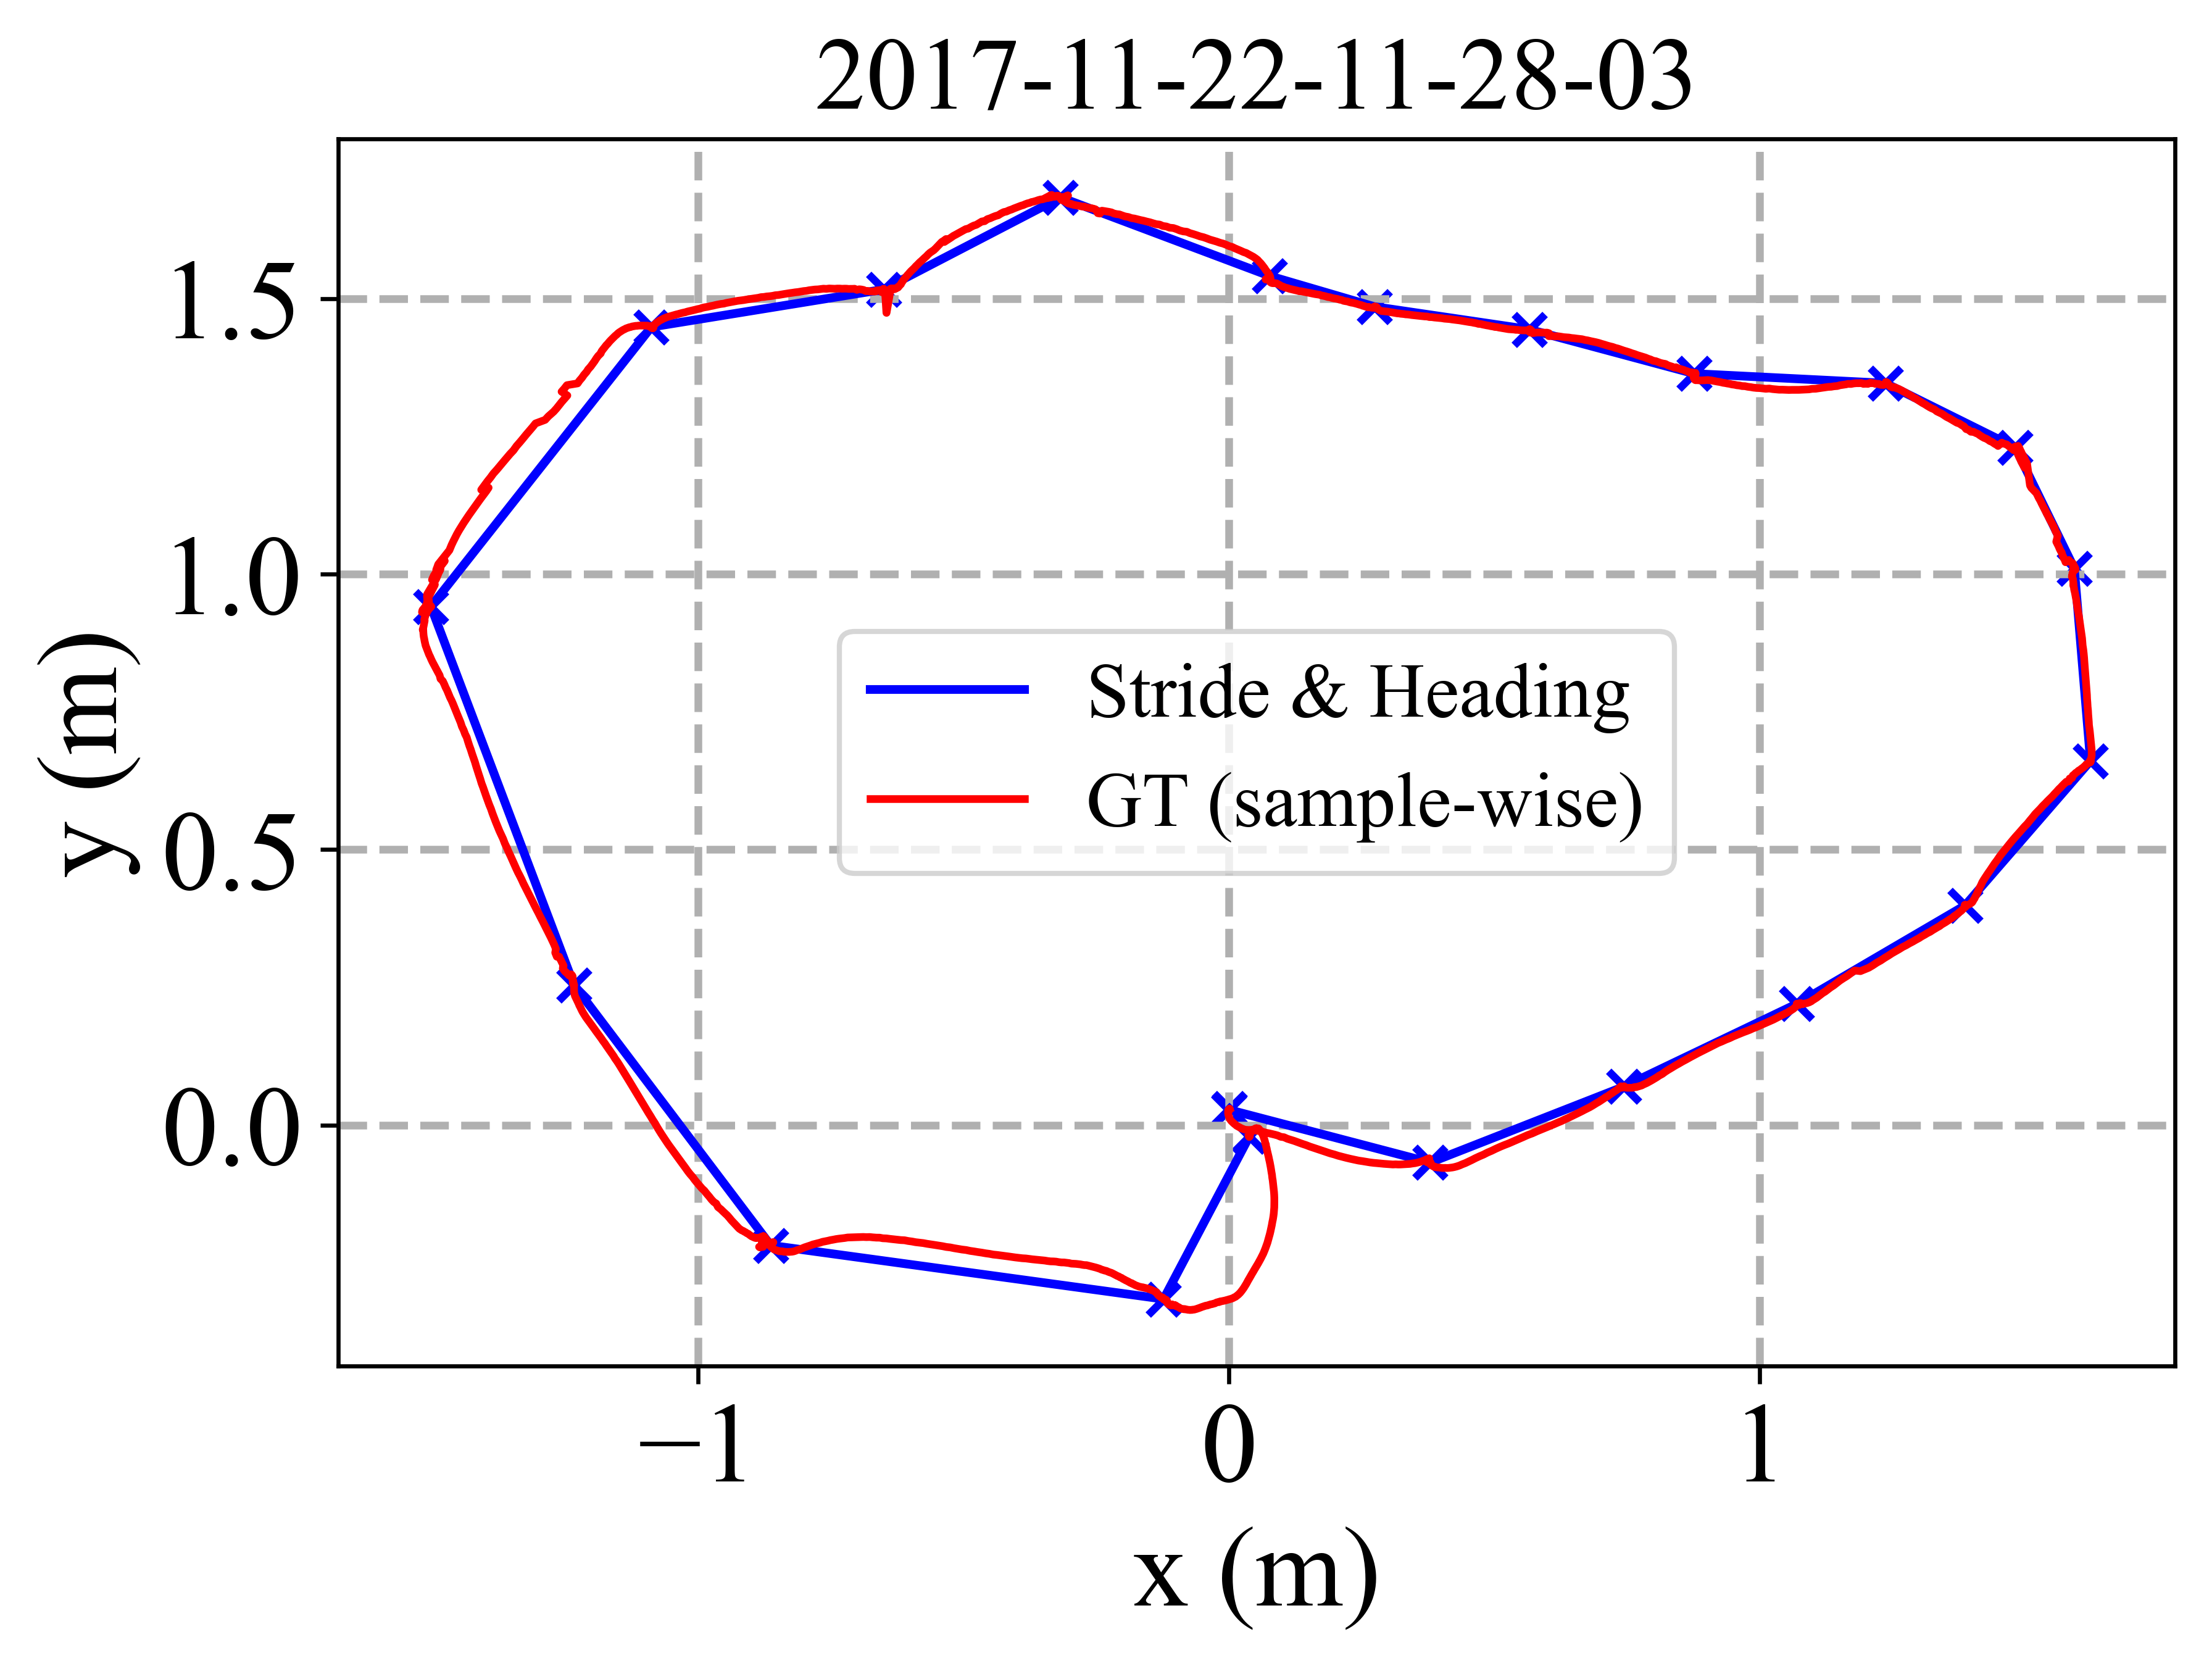 2017-11-22-11-28-03
1.5
1.0
0.5
0.0
y (m)
Stride & Heading
GT (sample-wise)
−1
0
1
x (m)